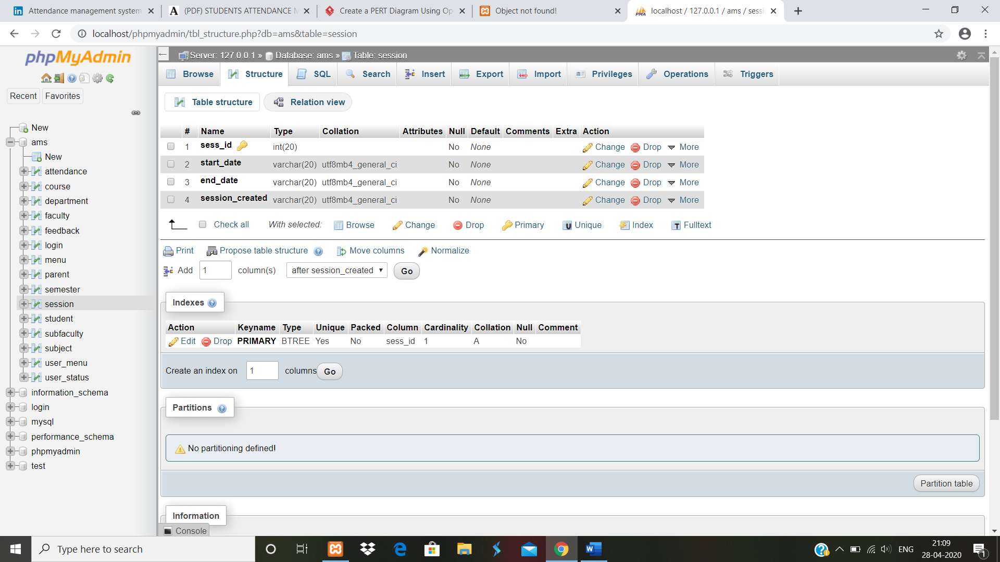 Attendance management system
(PDF) STUDENTS ATTENDANCE M
Create a PERT Diagram Using Op
Object not found!
localhost / 127.0.0.1 / ams / sessi
localhost/phpmyadmin/tbl_structure.php?db=ams&table=session
phpMyAdmin
Recent
Favorites
New
ams
New
attendance
course
department
faculty
feedback
login
menu
parent
semester
session
student
subfaculty
subject
user_menu
user_status
information_schema
login
mysql
performance_schema
phpmyadmin
test
Server: 127.0.0.1 » Database: ams » Table: session
Browse Structure SQL Search Insert Export Import Privileges Operations Triggers
Table structure Relation view
# Name Type Collation Attributes Null Default Comments Extra Action
1 sess_id int(20) No None Change Drop More
2 start_date varchar(20) utf8mb4_general_ci No None Change Drop More
3 end_date varchar(20) utf8mb4_general_ci No None Change Drop More
4 session_created varchar(20) utf8mb4_general_ci No None Change Drop More
Check all With selected: Browse Change Drop Primary Unique Index Fulltext
Print Propose table structure Move columns Normalize
Add 1 column(s) after session_created Go
Indexes
Action Keyname Type Unique Packed Column Cardinality Collation Null Comment
Edit Drop PRIMARY BTREE Yes No sess_id 1 A No
Create an index on 1 columns Go
Partitions
No partitioning defined!
Partition table
Information
Console
Type here to search
ENG
21:09
28-04-2020
1